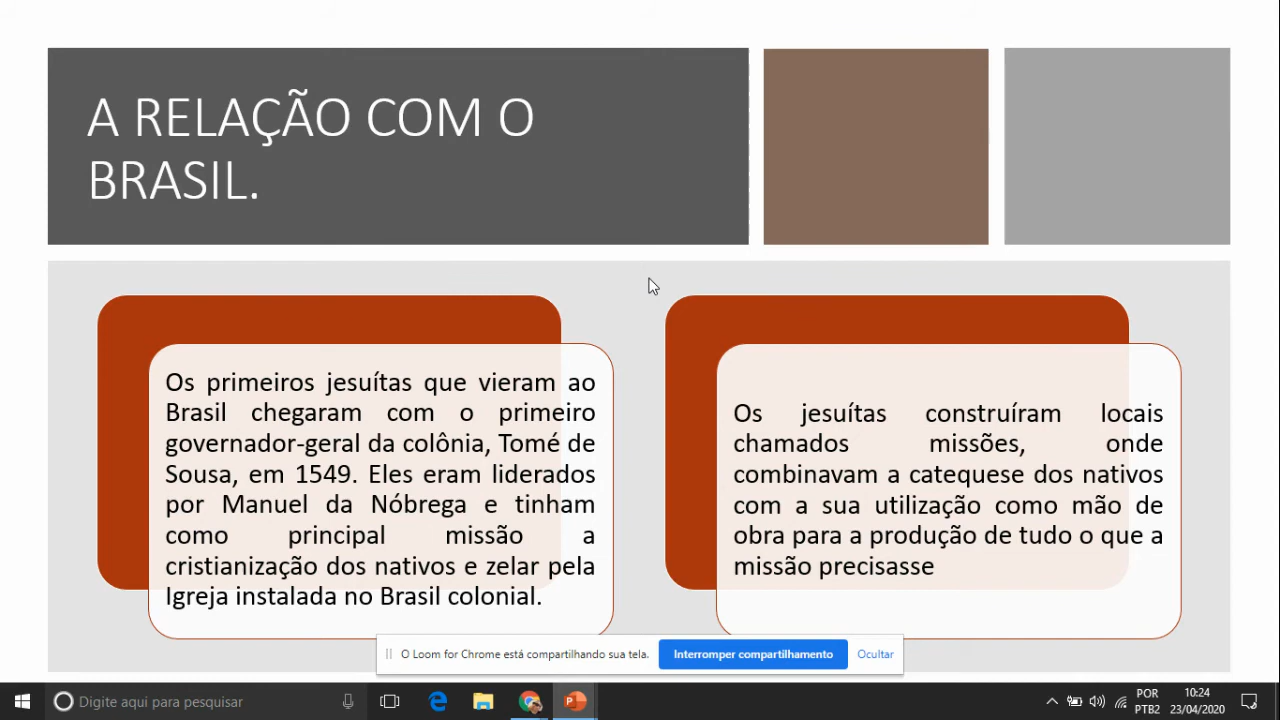 A RELAÇÃO COM O
BRASIL.
Os primeiros jesuítas que vieram ao
Brasil chegaram com o primeiro
governador-geral da colônia, Tomé de
Sousa, em 1549. Eles eram liderados
por Manuel da Nóbrega e tinham
como principal missão a
cristianização dos nativos e zelar pela
Igreja instalada no Brasil colonial.
Os jesuítas construíram locais
chamados missões, onde
combinavam a catequese dos nativos
com a sua utilização como mão de
obra para a produção de tudo o que a
missão precisasse
O Loom for Chrome está compartilhando sua tela.
Interromper compartilhamento
Ocultar
Digite aqui para pesquisar
POR
PTB2
10:24
23/04/2020